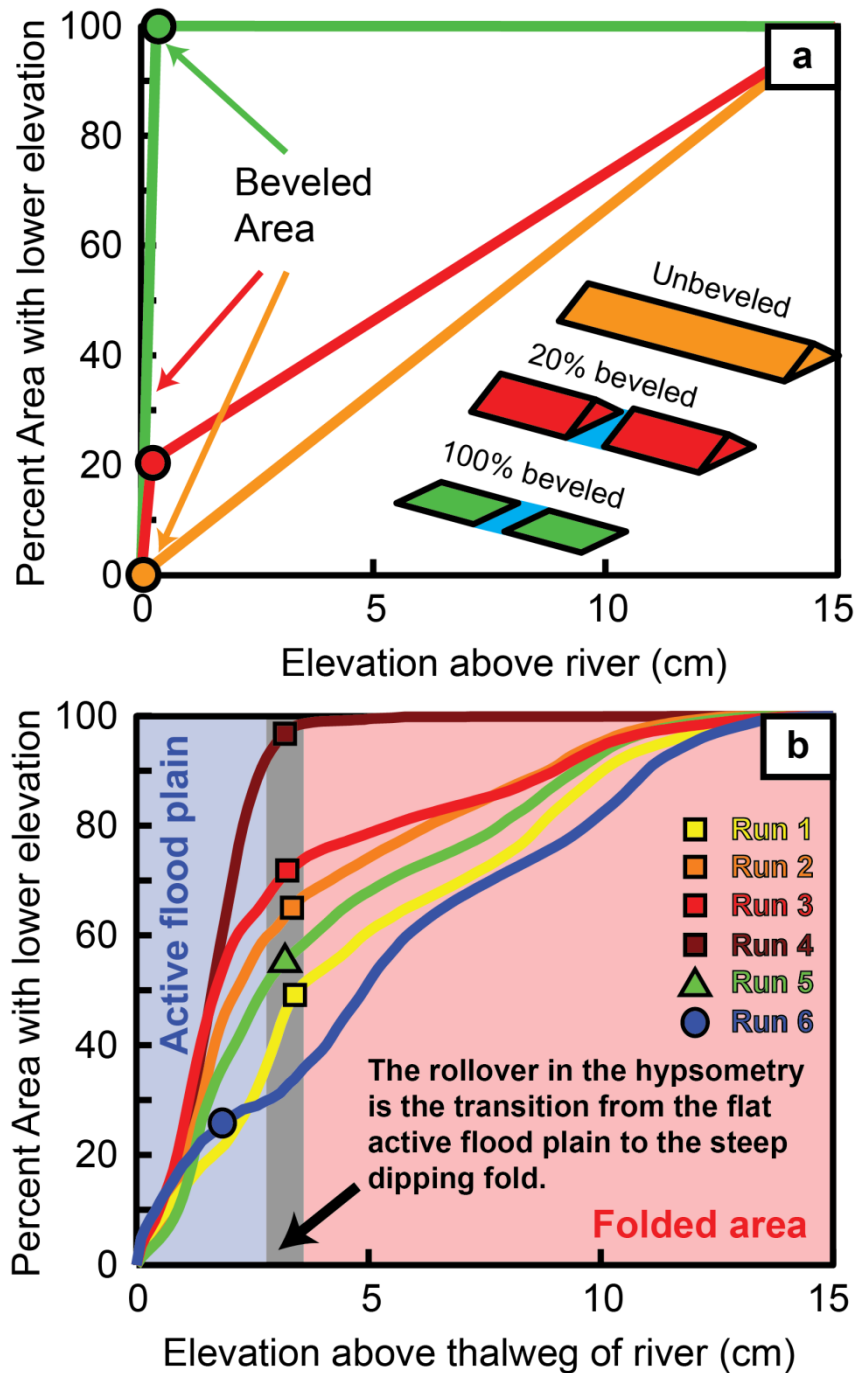 Percent Area with lower elevation
100
80
60
40
20
0
a
Beveled
Area
Unbeveled
20% beveled
100% beveled
0
5
10
15
Elevation above river (cm)
Percent Area with lower elevation
100
80
60
40
20
0
Active flood plain
b
Run 1
Run 2
Run 3
Run 4
Run 5
Run 6
The rollover in the hypsometry
is the transition from the flat
active flood plain to the steep
dipping fold.
Folded area
0
5
10
15
Elevation above thalweg of river (cm)